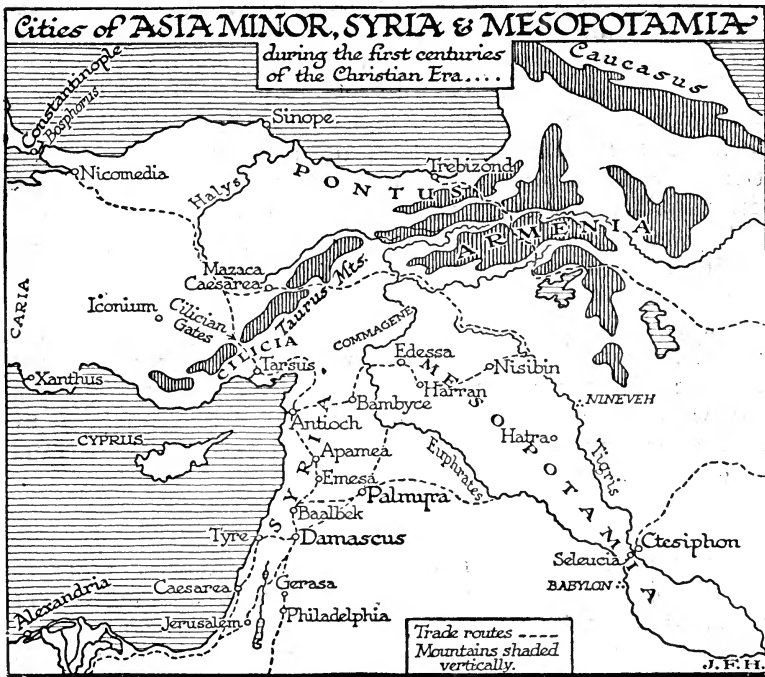 Cities of ASIA MINOR, SYRIA & MESOPOTAMIA
during the first centuries
of the Christian Era....
Caucasus
Constantinople
Bosphorus
Sinope
Nicomedia
Halys
PONTUS
Trebizond
ARMENIA
Mazaca
Caesarea
Taurus Mts.
CARIA
Iconium
Cilician
Gates
CILICIA
COMMAGENE
Tarsus
Xanthus
Edessa
Harran
Nisibin
MESOPOTAMIA
NINEVEH
Bambyce
Antioch
CYPRUS
SYRIA
Apamea
Emesa
Hatra
Euphrates
Tigris
Palmyra
Baalbek
Tyre
Damascus
Ctesiphon
Seleucia
BABYLON
Caesarea
Gerasa
Alexandria
Jerusalem
Philadelphia
Trade routes ----
Mountains shaded
vertically.
J.F.H.